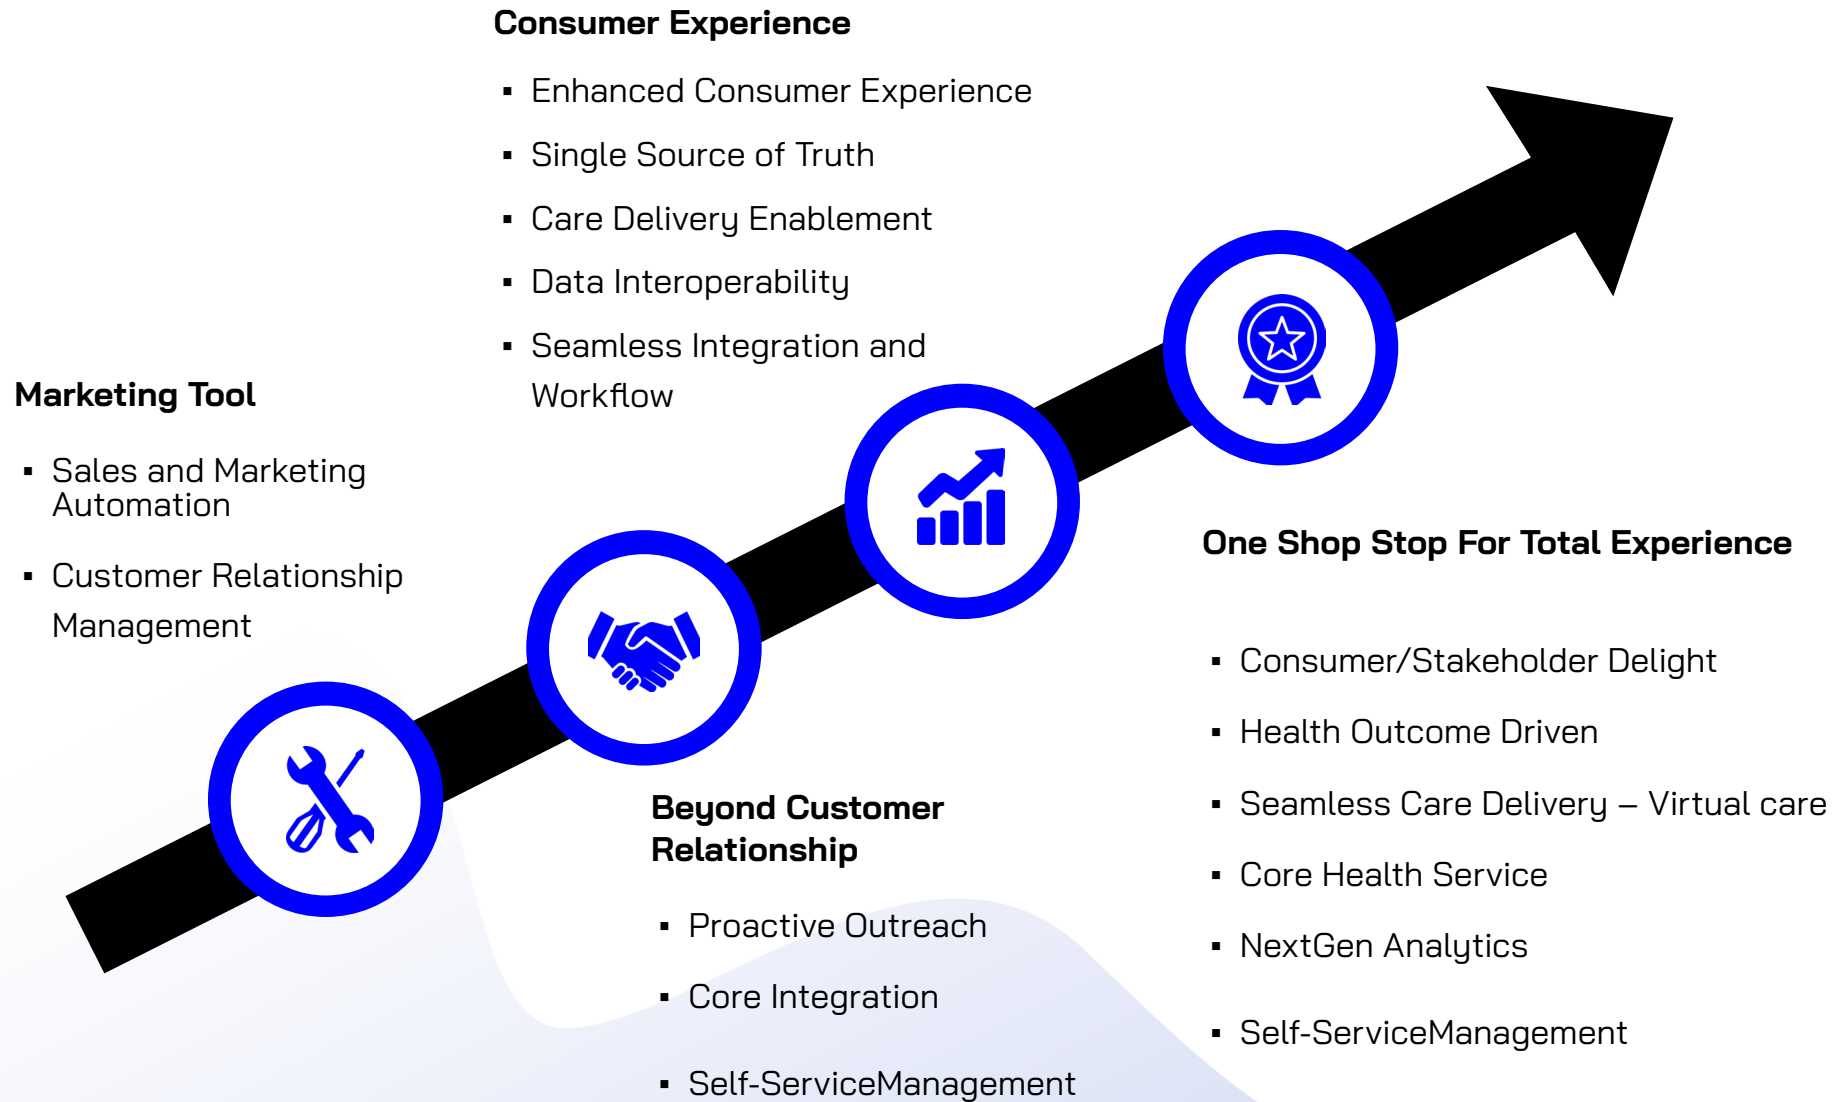 Consumer Experience
▪ Enhanced Consumer Experience
▪ Single Source of Truth
▪ Care Delivery Enablement
▪ Data Interoperability
▪ Seamless Integration and
Workflow
Marketing Tool
▪ Sales and Marketing
Automation
▪ Customer Relationship
Management
Beyond Customer
Relationship
▪ Proactive Outreach
▪ Core Integration
▪ Self-ServiceManagement
One Shop Stop For Total Experience
▪ Consumer/Stakeholder Delight
▪ Health Outcome Driven
▪ Seamless Care Delivery – Virtual care
▪ Core Health Service
▪ NextGen Analytics
▪ Self-ServiceManagement